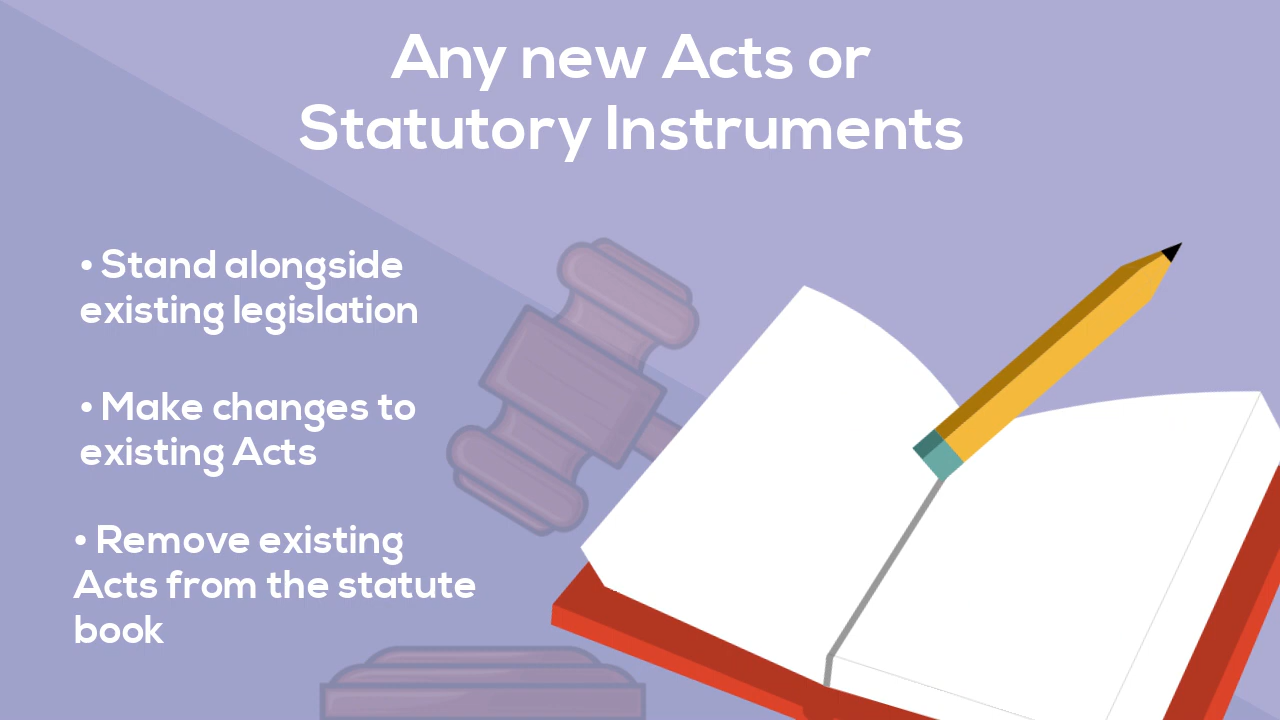 Any new Acts or
Statutory Instruments
• Stand alongside
existing legislation
• Make changes to
existing Acts
• Remove existing
Acts from the statute
book